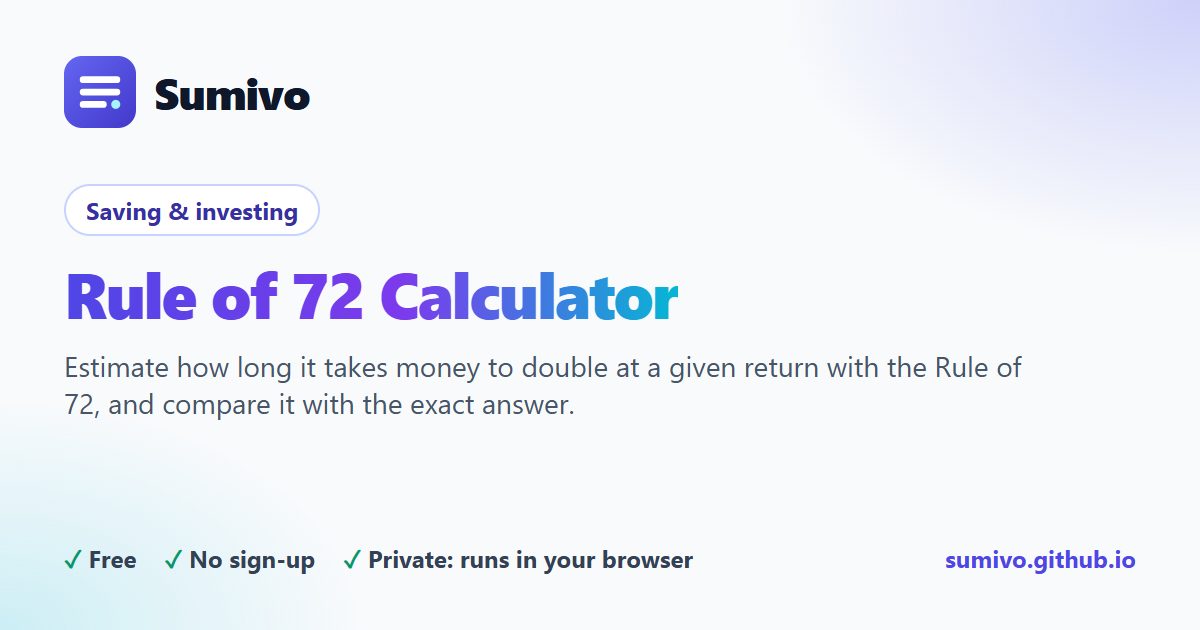 Sumivo
Saving & investing
Rule of 72 Calculator
Estimate how long it takes money to double at a given return with the Rule of
72, and compare it with the exact answer.
✓ Free ✓ No sign-up ✓ Private: runs in your browser
sumivo.github.io